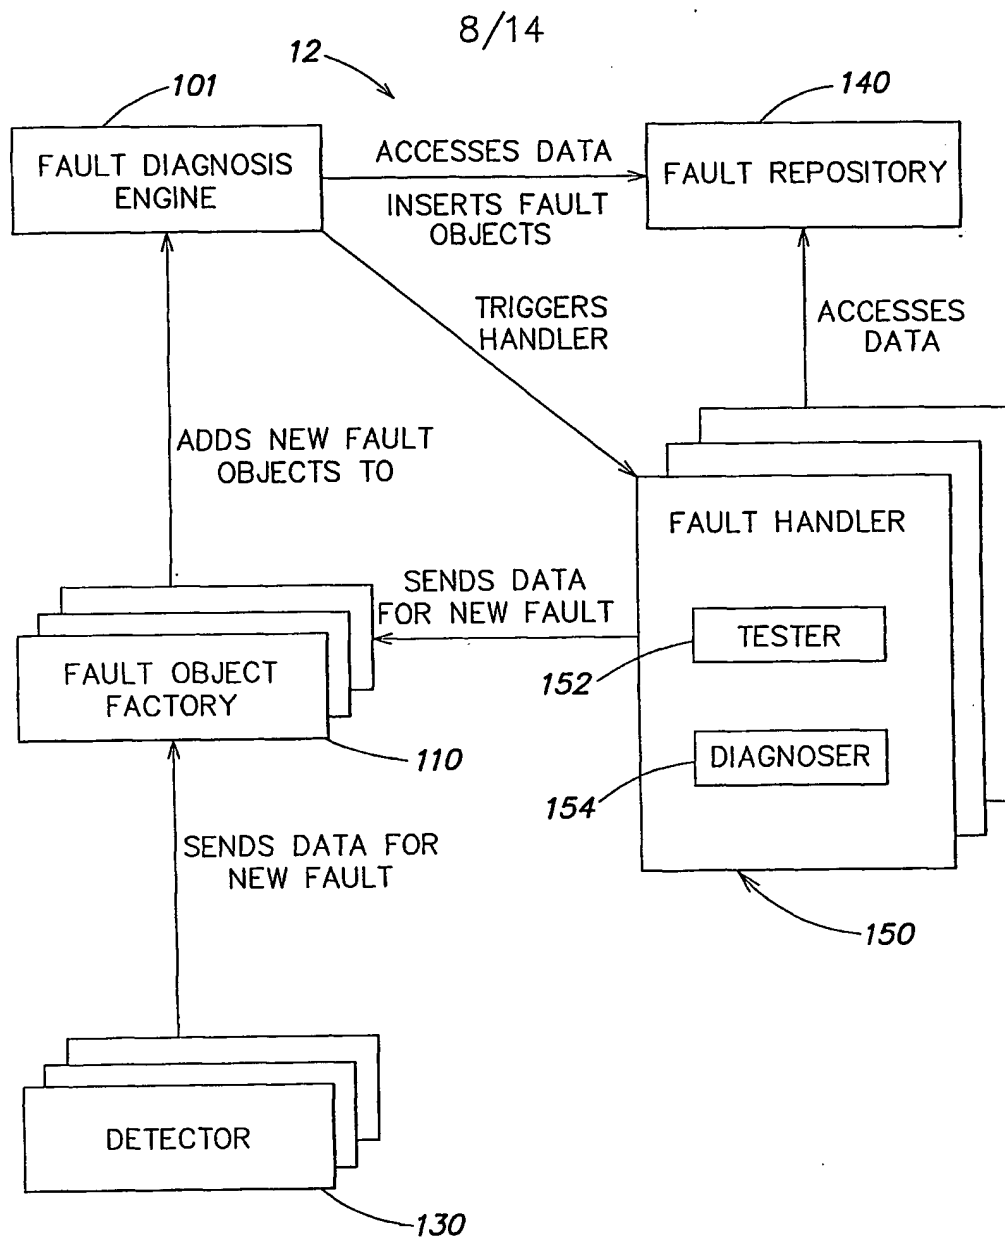 8/14
12
101
140
FAULT DIAGNOSIS
ENGINE
ACCESSES DATA
INSERTS FAULT
OBJECTS
FAULT REPOSITORY
TRIGGERS
HANDLER
ACCESSES
DATA
ADDS NEW FAULT
OBJECTS TO
FAULT HANDLER
SENDS DATA
FOR NEW FAULT
TESTER
152
FAULT OBJECT
FACTORY
110
DIAGNOSER
154
SENDS DATA FOR
NEW FAULT
150
DETECTOR
130